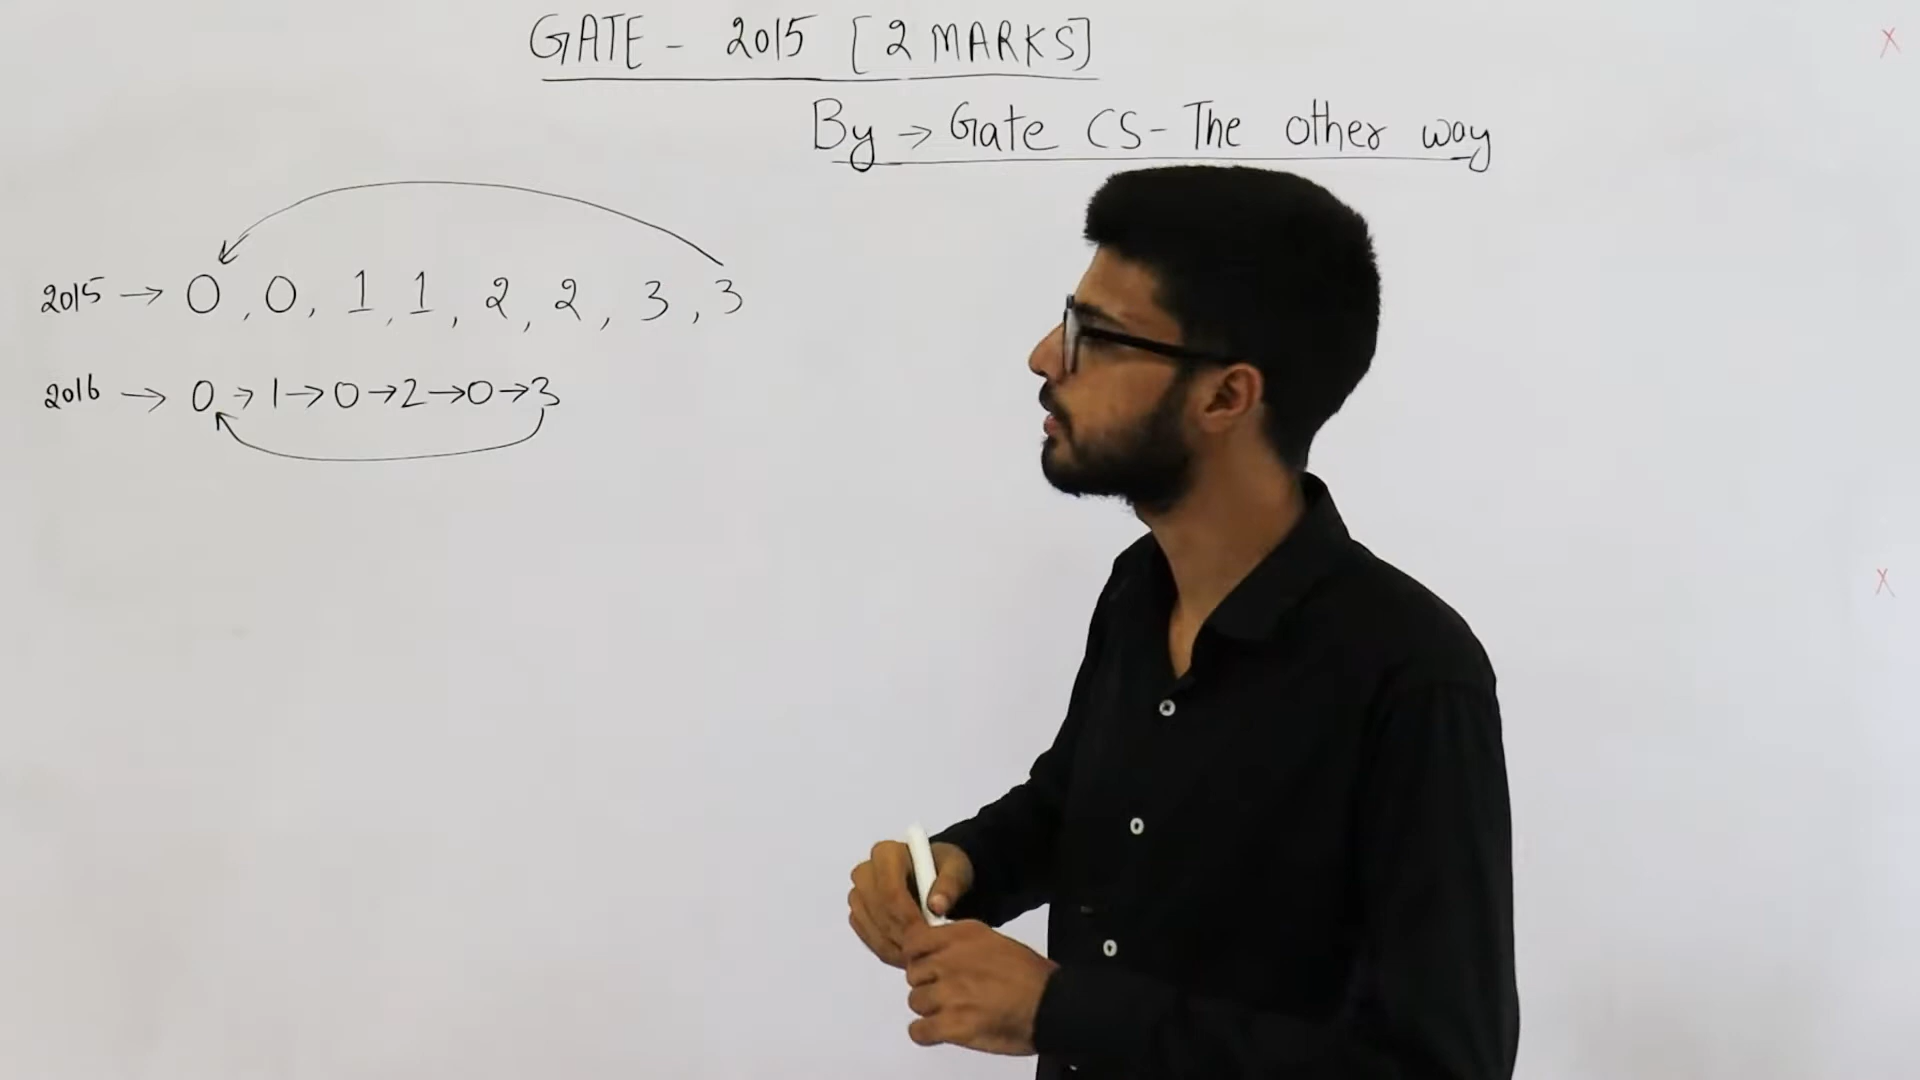 GATE - 2015 [2 MARKS]
By → Gate CS - The other way
2015 → 0, 0, 1, 1, 2, 2, 3, 3
2016 → 0 → 1 → 0 → 2 → 0 → 3
X
X